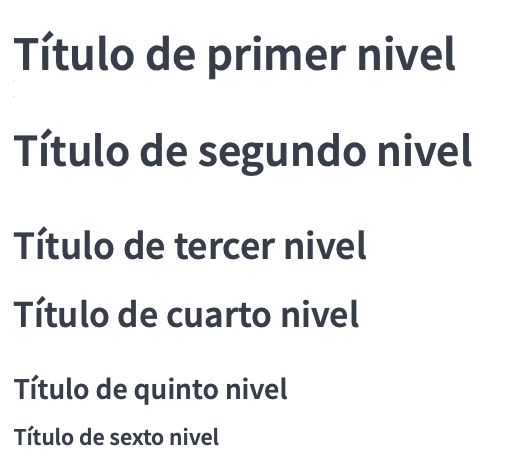 Título de primer nivel
Título de segundo nivel
Título de tercer nivel
Título de cuarto nivel
Título de quinto nivel
Título de sexto nivel